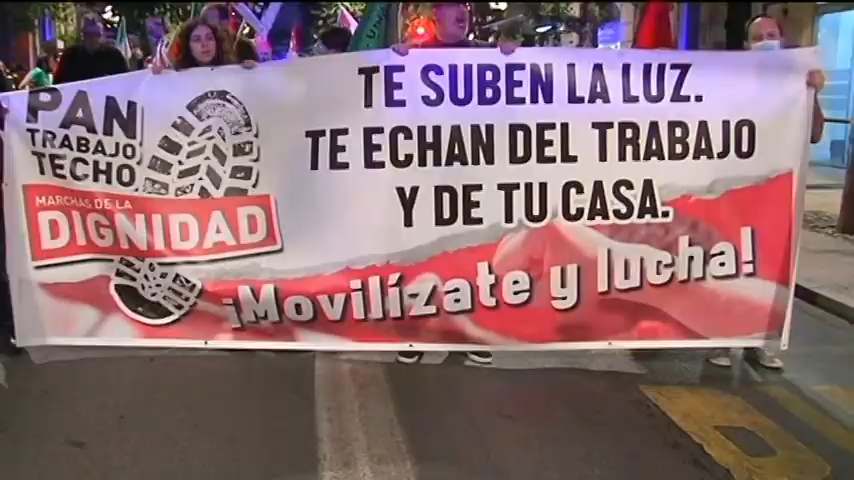 PAN
TRABAJO
TECHO
MARCHAS DE LA
DIGNIDAD
TE SUBEN LA LUZ.
TE ECHAN DEL TRABAJO
Y DE TU CASA.
¡Movilízate y lucha!